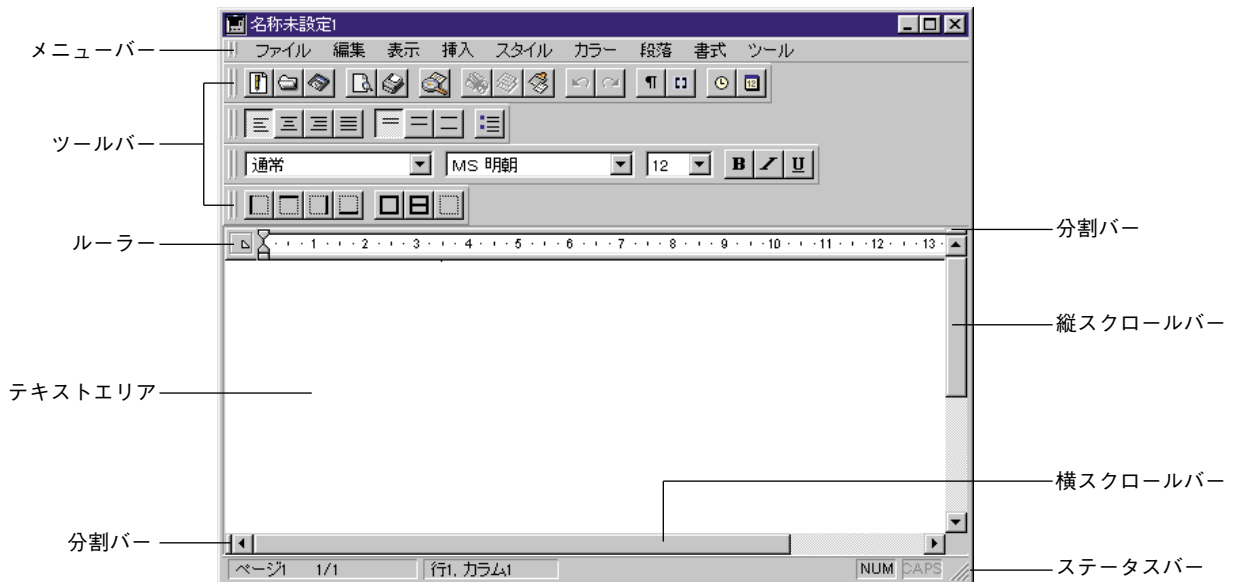 名称未設定1
メニューバー
ファイル 編集 表示 挿入 スタイル カラー 段落 書式 ツール
12
ツールバー
通常 MS 明朝 12 B I U
ルーラー
1 2 3 4 5 6 7 8 9 10 11 12 13
分割バー
縦スクロールバー
テキストエリア
横スクロールバー
分割バー
ページ1 1/1 行1, カラム1 NUM CAPS
ステータスバー